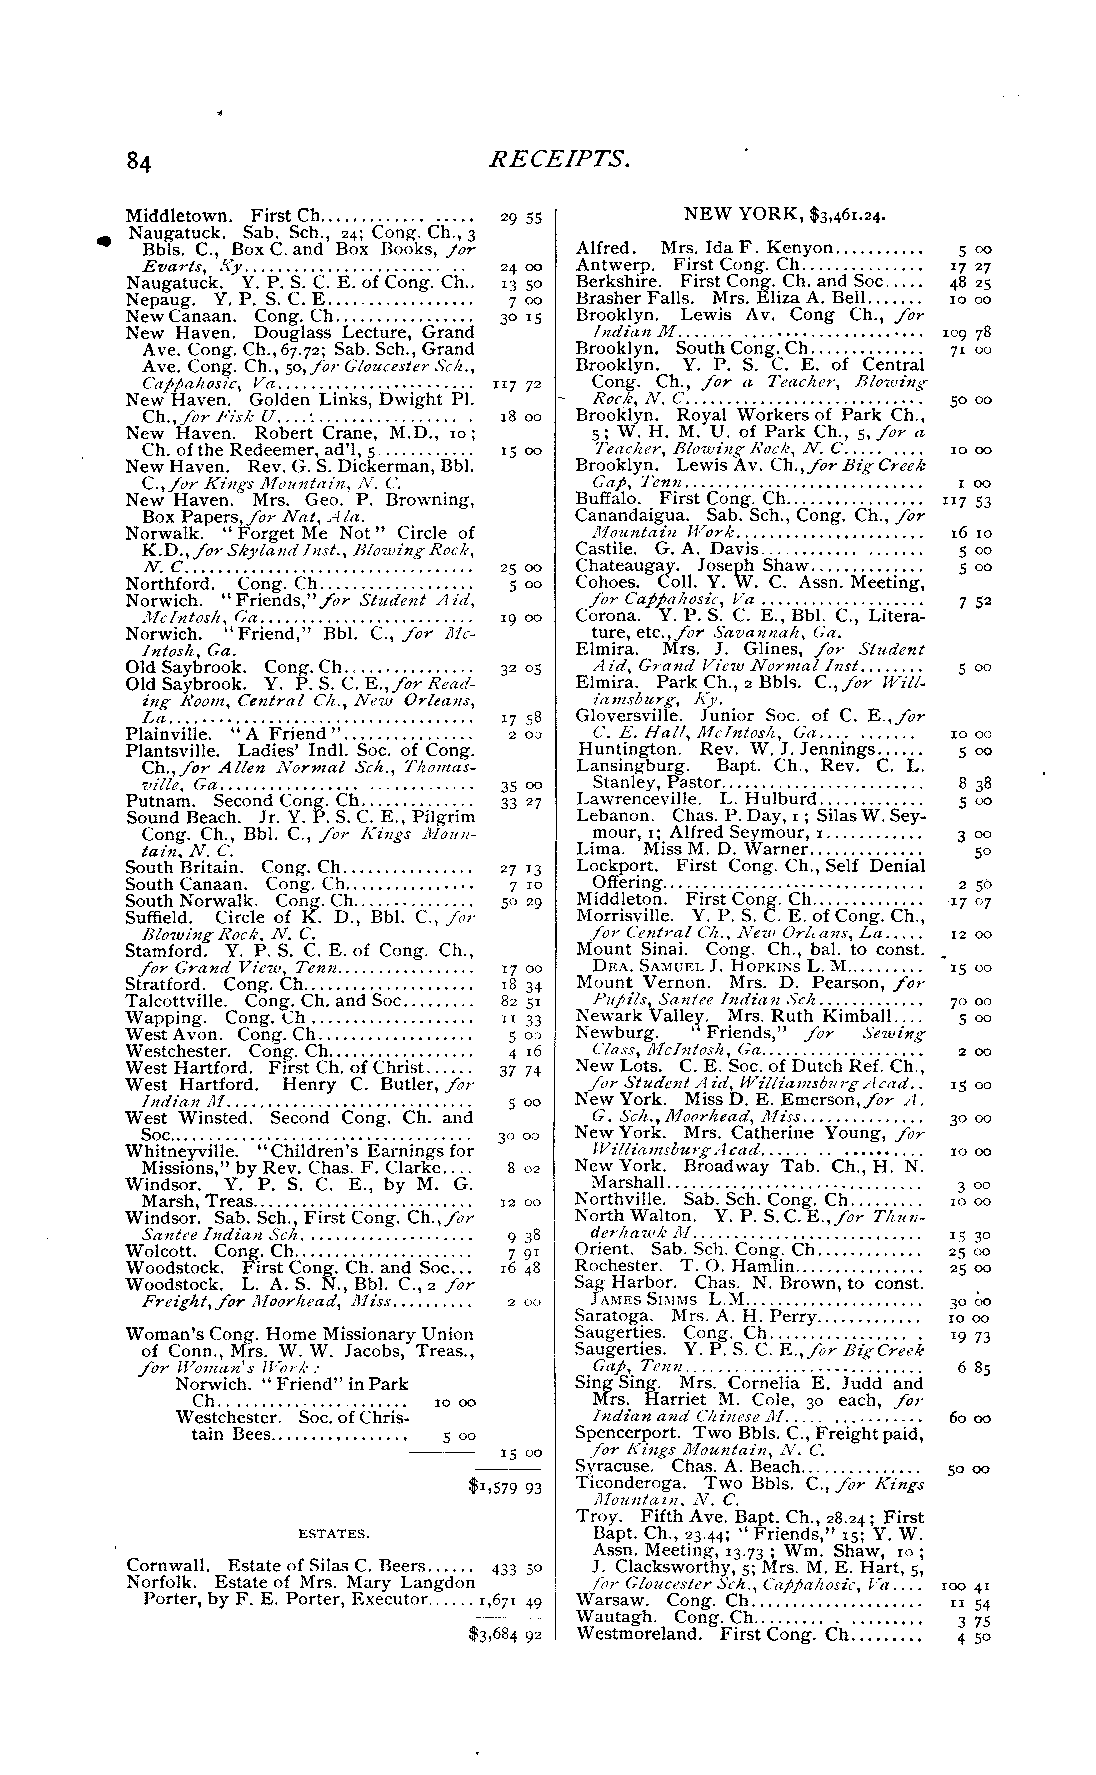 84
RECEIPTS.
Middletown. First Ch.................. 29 55
Naugatuck. Sab. Sch., 24; Cong. Ch., 3
Bbls. C., Box C. and Box Books, for
Evarts, Ky.......................... 24 00
Naugatuck. Y. P. S. C. E. of Cong. Ch.. 13 50
Nepaug. Y. P. S. C. E.................. 7 00
New Canaan. Cong. Ch................. 30 15
New Haven. Douglass Lecture, Grand
Ave. Cong. Ch., 67.72; Sab. Sch., Grand
Ave. Cong. Ch., 50, for Gloucester Sch.,
Cappahosic, Va........................ 117 72
New Haven. Golden Links, Dwight Pl.
Ch., for Fisk U....................... 18 00
New Haven. Robert Crane, M.D., 10;
Ch. of the Redeemer, ad'l, 5............ 15 00
New Haven. Rev. G. S. Dickerman, Bbl.
C., for Kings Mountain, N. C.
New Haven. Mrs. Geo. P. Browning,
Box Papers, for Nat, Ala.
Norwalk. "Forget Me Not" Circle of
K.D., for Skyland Inst., Blowing Rock,
N. C................................... 25 00
Northford. Cong. Ch................... 5 00
Norwich. "Friends," for Student Aid,
McIntosh, Ga.......................... 19 00
Norwich. "Friend," Bbl. C., for Mc-
Intosh, Ga.
Old Saybrook. Cong. Ch................ 32 05
Old Saybrook. Y. P. S. C. E., for Read-
ing Room, Central Ch., New Orleans,
La..................................... 17 58
Plainville. "A Friend"................ 2 00
Plantsville. Ladies' Indl. Soc. of Cong.
Ch., for Allen Normal Sch., Thomas-
ville, Ga.............................. 35 00
Putnam. Second Cong. Ch.............. 33 27
Sound Beach. Jr. Y. P. S. C. E., Pilgrim
Cong. Ch., Bbl. C., for Kings Moun-
tain, N. C.
South Britain. Cong. Ch................ 27 13
South Canaan. Cong. Ch................ 7 10
South Norwalk. Cong. Ch............... 50 29
Suffield. Circle of K. D., Bbl. C., for
Blowing Rock, N. C.
Stamford. Y. P. S. C. E. of Cong. Ch.,
for Grand View, Tenn................. 17 00
Stratford. Cong. Ch..................... 18 34
Talcottville. Cong. Ch. and Soc......... 82 51
Wapping. Cong. Ch.................... 11 33
West Avon. Cong. Ch................... 5 00
Westchester. Cong. Ch.................. 4 16
West Hartford. First Ch. of Christ...... 37 74
West Hartford. Henry C. Butler, for
Indian M.............................. 5 00
West Winsted. Second Cong. Ch. and
Soc.................................... 30 00
Whitneyville. "Children's Earnings for
Missions," by Rev. Chas. F. Clarke.... 8 02
Windsor. Y. P. S. C. E., by M. G.
Marsh, Treas........................... 12 00
Windsor. Sab. Sch., First Cong. Ch., for
Santee Indian Sch..................... 9 38
Wolcott. Cong. Ch...................... 7 91
Woodstock. First Cong. Ch. and Soc... 16 48
Woodstock. L. A. S. N., Bbl. C., 2 for
Freight, for Moorhead, Miss.......... 2 00
Woman's Cong. Home Missionary Union
of Conn., Mrs. W. W. Jacobs, Treas.,
for Woman's Work:
Norwich. "Friend" in Park
Ch....................... 10 00
Westchester. Soc. of Chris-
tain Bees................. 5 00
15 00
$1,579 93
ESTATES.
Cornwall. Estate of Silas C. Beers...... 433 50
Norfolk. Estate of Mrs. Mary Langdon
Porter, by F. E. Porter, Executor...... 1,671 49
$3,684 92
NEW YORK, $3,461.24.
Alfred. Mrs. Ida F. Kenyon........... 5 00
Antwerp. First Cong. Ch............... 17 27
Berkshire. First Cong. Ch. and Soc..... 48 25
Brasher Falls. Mrs. Eliza A. Bell....... 10 00
Brooklyn. Lewis Av. Cong Ch., for
Indian M.............................. 109 78
Brooklyn. South Cong. Ch.............. 71 00
Brooklyn. Y. P. S. C. E. of Central
Cong. Ch., for a Teacher, Blowing
Rock, N. C............................ 50 00
Brooklyn. Royal Workers of Park Ch.,
5; W. H. M. U. of Park Ch., 5, for a
Teacher, Blowing Rock, N. C.......... 10 00
Brooklyn. Lewis Av. Ch., for Big Creek
Gap, Tenn............................. 1 00
Buffalo. First Cong. Ch................. 117 53
Canandaigua. Sab. Sch., Cong. Ch., for
Mountain Work....................... 16 10
Castile. G. A. Davis.................... 5 00
Chateaugay. Joseph Shaw.............. 5 00
Cohoes. Coll. Y. W. C. Assn. Meeting,
for Cappahosic, Va.................... 7 52
Corona. Y. P. S. C. E., Bbl. C., Litera-
ture, etc., for Savannah, Ga.
Elmira. Mrs. J. Glines, for Student
Aid, Grand View Normal Inst........ 5 00
Elmira. Park Ch., 2 Bbls. C., for Will-
iamsburg, Ky.
Gloversville. Junior Soc. of C. E., for
C. E. Hall, McIntosh, Ga............ 10 00
Huntington. Rev. W. J. Jennings...... 5 00
Lansingburg. Bapt. Ch., Rev. C. L.
Stanley, Pastor......................... 8 38
Lawrenceville. L. Hulburd............. 5 00
Lebanon. Chas. P. Day, 1; Silas W. Sey-
mour, 1; Alfred Seymour, 1............ 3 00
Lima. Miss M. D. Warner.............. 50
Lockport. First Cong. Ch., Self Denial
Offering................................ 2 50
Middleton. First Cong. Ch.............. 17 07
Morrisville. Y. P. S. C. E. of Cong. Ch.,
for Central Ch., New Orleans, La..... 12 00
Mount Sinai. Cong. Ch., bal. to const.
DEA. SAMUEL J. HOPKINS L. M.......... 15 00
Mount Vernon. Mrs. D. Pearson, for
Pupils, Santee Indian Sch............. 70 00
Newark Valley. Mrs. Ruth Kimball.... 5 00
Newburg. "Friends," for Sewing
Class, McIntosh, Ga.................... 2 00
New Lots. C. E. Soc. of Dutch Ref. Ch.,
for Student Aid, Williamsburg Acad.. 15 00
New York. Miss D. E. Emerson, for A.
G. Sch., Moorhead, Miss............... 30 00
New York. Mrs. Catherine Young, for
Williamsburg Acad.................... 10 00
New York. Broadway Tab. Ch., H. N.
Marshall................................ 3 00
Northville. Sab. Sch. Cong. Ch......... 10 00
North Walton. Y. P. S. C. E., for Thun-
derhawk M............................ 15 30
Orient. Sab. Sch. Cong. Ch............. 25 00
Rochester. T. O. Hamlin................ 25 00
Sag Harbor. Chas. N. Brown, to const.
JAMES SIMMS L.M...................... 30 00
Saratoga. Mrs. A. H. Perry............. 10 00
Saugerties. Cong. Ch................... 19 73
Saugerties. Y. P. S. C. E., for Big Creek
Gap, Tenn............................. 6 85
Sing Sing. Mrs. Cornelia E. Judd and
Mrs. Harriet M. Cole, 30 each, for
Indian and Chinese M................. 60 00
Spencerport. Two Bbls. C., Freight paid,
for Kings Mountain, N. C.
Syracuse. Chas. A. Beach............... 50 00
Ticonderoga. Two Bbls. C., for Kings
Mountain, N. C.
Troy. Fifth Ave. Bapt. Ch., 28.24; First
Bapt. Ch., 23.44; "Friends," 15; Y. W.
Assn. Meeting, 13.73; Wm. Shaw, 10;
J. Clacksworthy, 5; Mrs. M. E. Hart, 5,
for Gloucester Sch., Cappahosic, Va.... 100 41
Warsaw. Cong. Ch..................... 11 54
Wautagh. Cong. Ch.................... 3 75
Westmoreland. First Cong. Ch......... 4 50